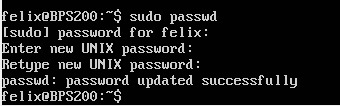 felix@BPS200:~$ sudo passwd
[sudo] password for felix:
Enter new UNIX password:
Retype new UNIX password:
passwd: password updated successfully
felix@BPS200:~$